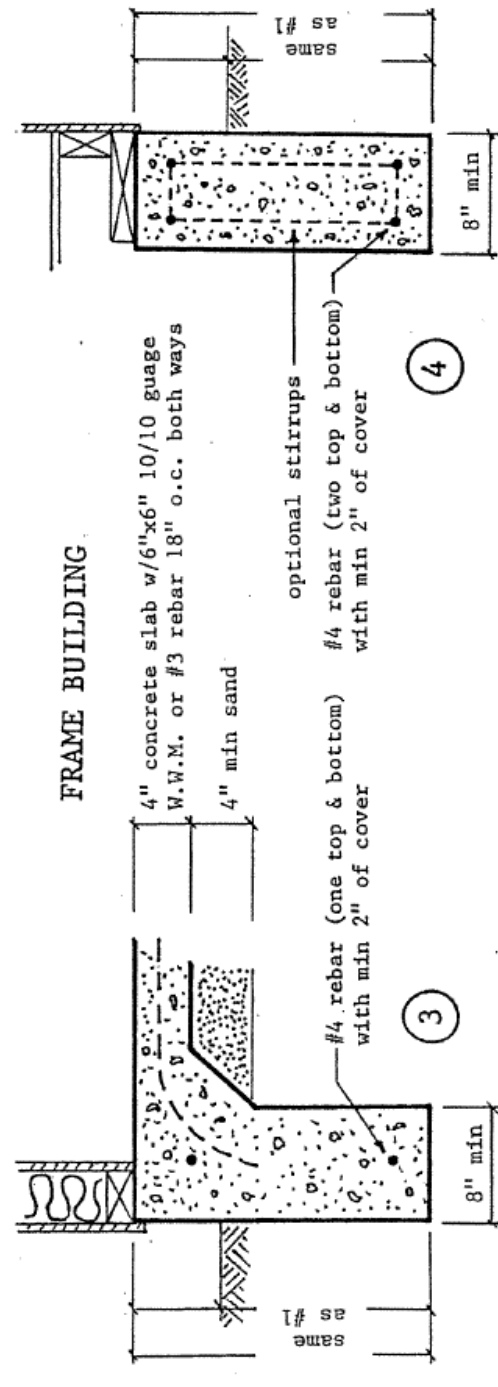 FRAME BUILDING
4" concrete slab w/6"x6" 10/10 guage
W.W.M. or #3 rebar 18" o.c. both ways
4" min sand
optional stirrups
#4 rebar (one top & bottom)
with min 2" of cover
#4 rebar (two top & bottom)
with min 2" of cover
3
4
8" min
8" min
same
as #1
same
as #1